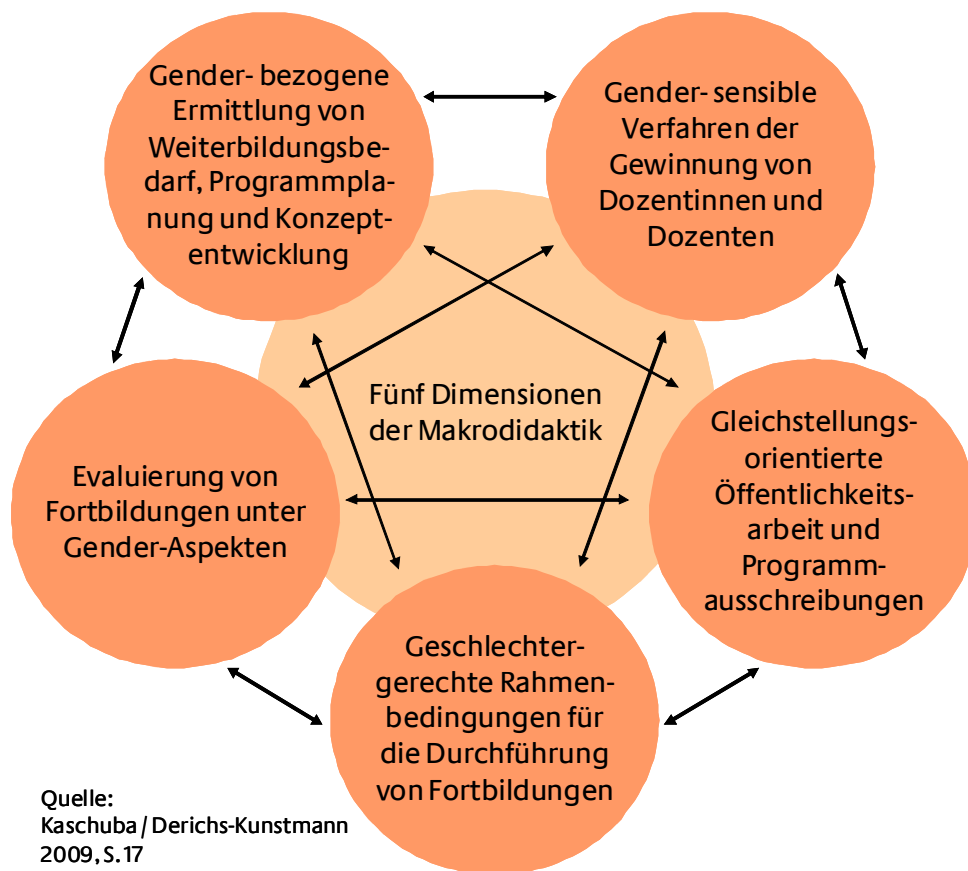 Gender- bezogene
Ermittlung von
Weiterbildungsbe-
darf, Programmpla-
nung und Konzept-
entwicklung
Gender- sensible
Verfahren der
Gewinnung von
Dozentinnen und
Dozenten
Fünf Dimensionen
der Makrodidaktik
Evaluierung von
Fortbildungen unter
Gender-Aspekten
Gleichstellungs-
orientierte
Öffentlichkeits-
arbeit und
Programm-
ausschreibungen
Geschlechter-
gerechte Rahmen-
bedingungen für
die Durchführung
von Fortbildungen
Quelle:
Kaschuba / Derichs-Kunstmann
2009, S. 17